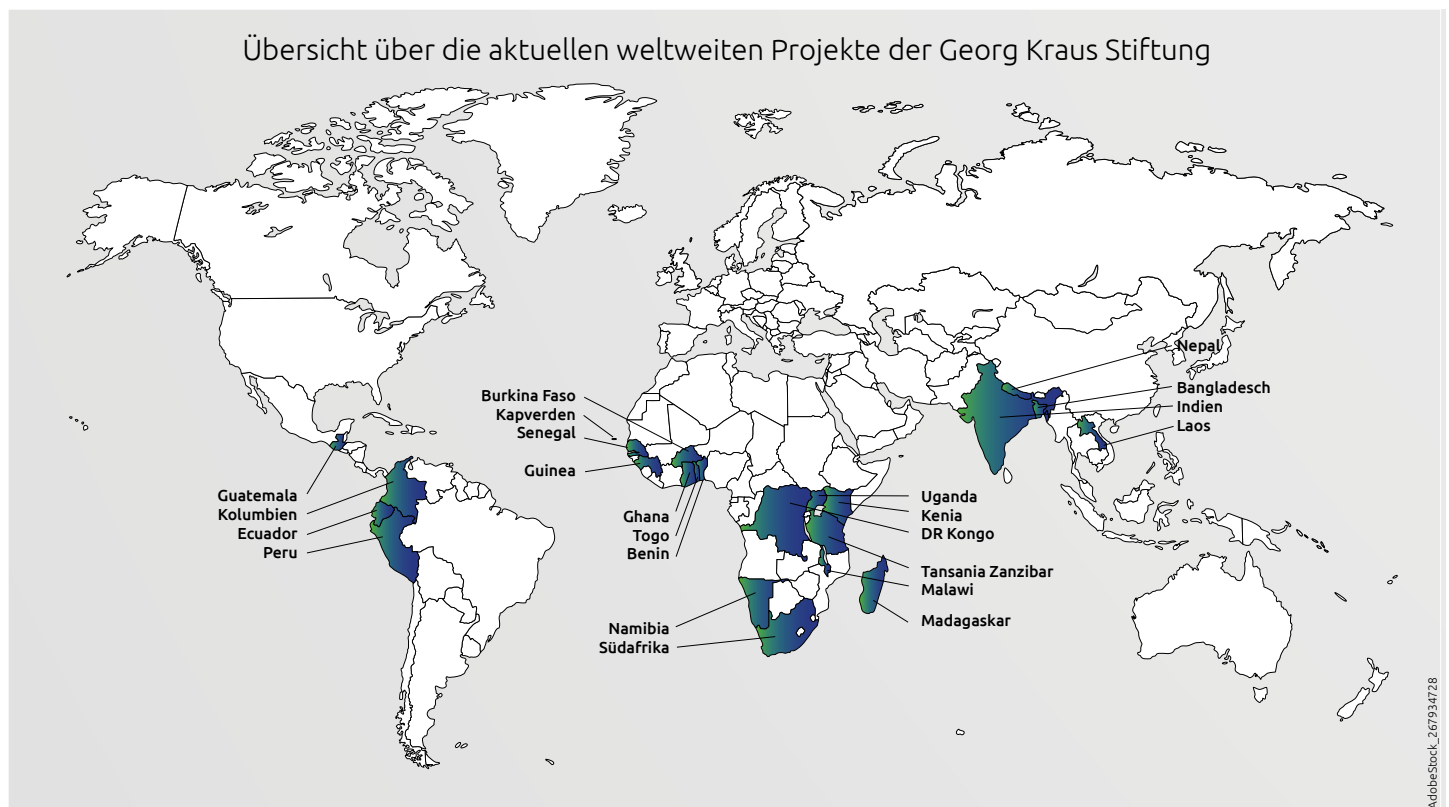 Übersicht über die aktuellen weltweiten Projekte der Georg Kraus Stiftung
Nepal
Bangladesch
Indien
Laos
Burkina Faso
Kapverden
Senegal
Guinea
Guatemala
Kolumbien
Ecuador
Peru
Ghana
Togo
Benin
Uganda
Kenia
DR Kongo
Tansania Zanzibar
Malawi
Madagaskar
Namibia
Südafrika
AdobeStock_267934728